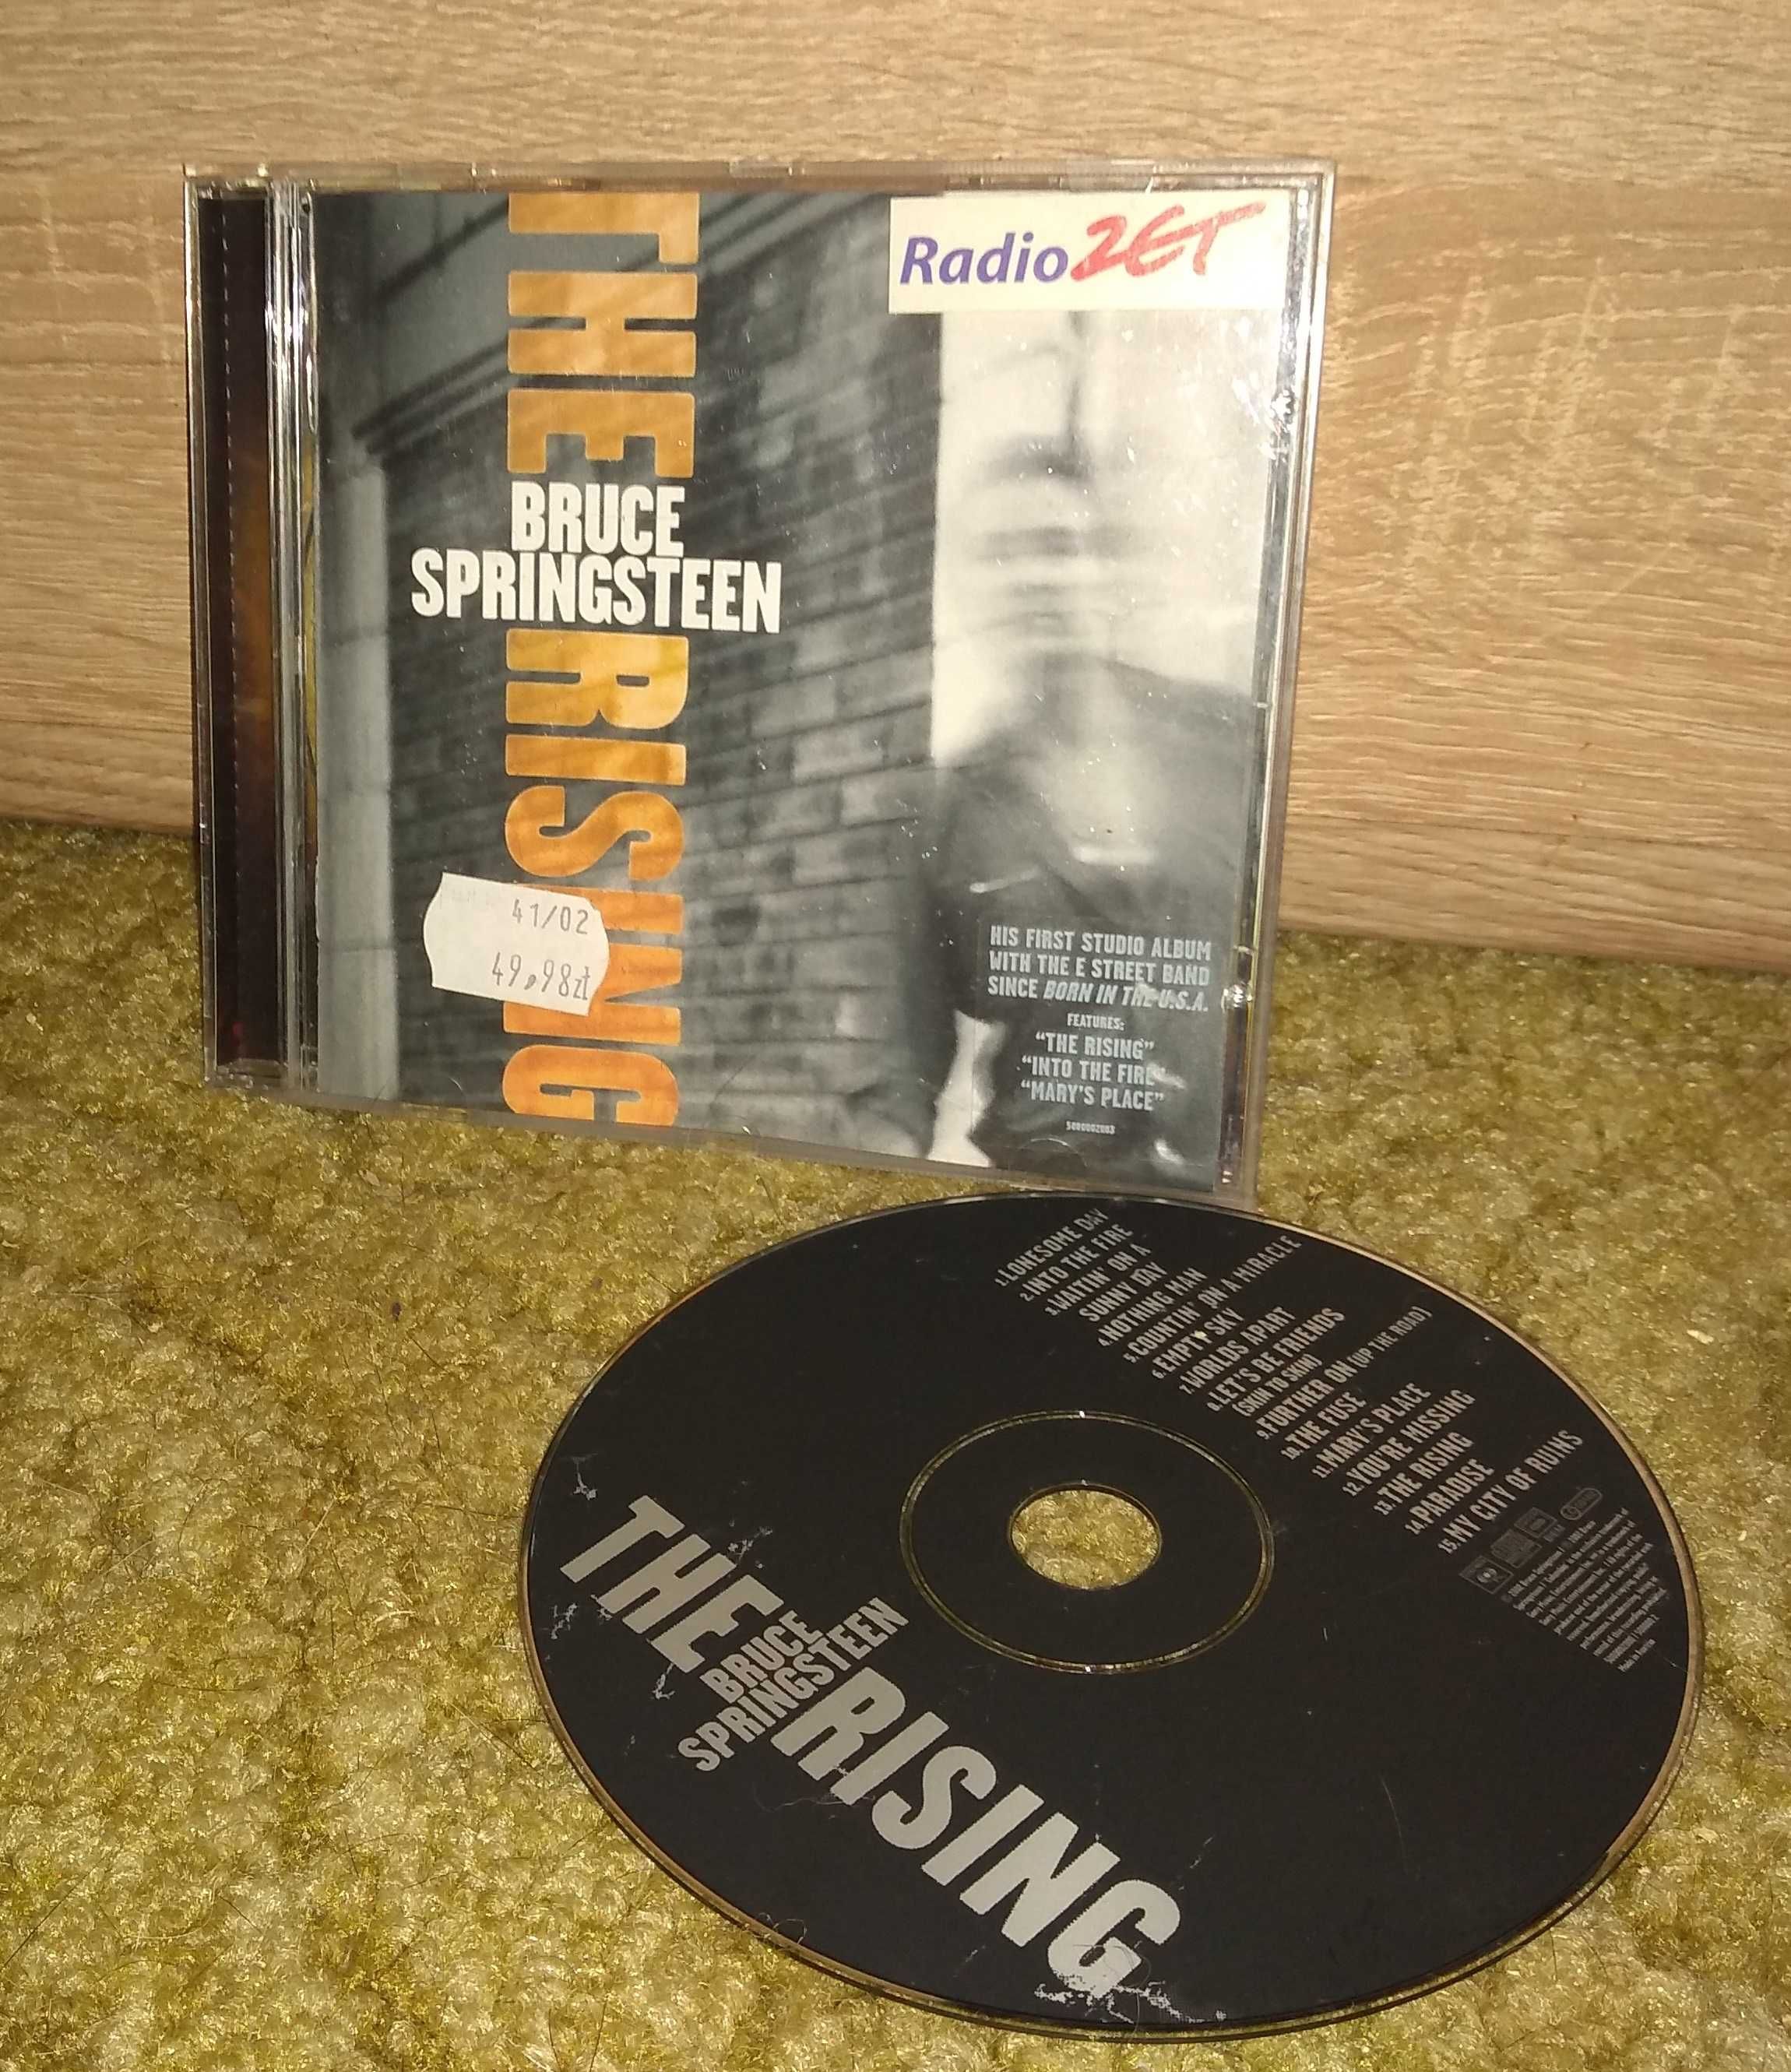 THE
BRUCE
SPRINGSTEEN
RISING
Radio ZET
41/02
49,98zł
HIS FIRST STUDIO ALBUM
WITH THE E STREET BAND
SINCE BORN IN THE U.S.A.
FEATURES:
"THE RISING"
"INTO THE FIRE"
"MARY'S PLACE"
5080002003
1. LONESOME DAY
2. INTO THE FIRE
3. WAITIN' ON A
SUNNY DAY
4. NOTHING MAN
5. COUNTIN' ON A MIRACLE
6. EMPTY SKY
7. WORLDS APART
8. LET'S BE FRIENDS
(SKIN TO SKIN)
9. FURTHER ON (UP THE ROAD)
10. THE FUSE
11. MARY'S PLACE
12. YOU'RE MISSING
13. THE RISING
14. PARADISE
15. MY CITY OF RUINS
THE
BRUCE
SPRINGSTEEN
RISING